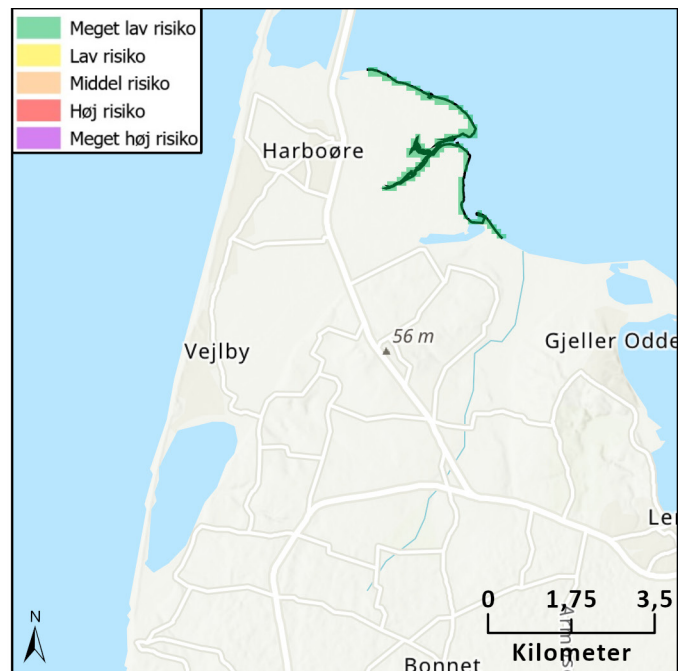 Meget lav risiko
Lav risiko
Middel risiko
Høj risiko
Meget høj risiko
Harboøre
56 m
Gjeller Odde
Vejlby
Lem
0 1,75 3,5
Kilometer
N
Bonnet